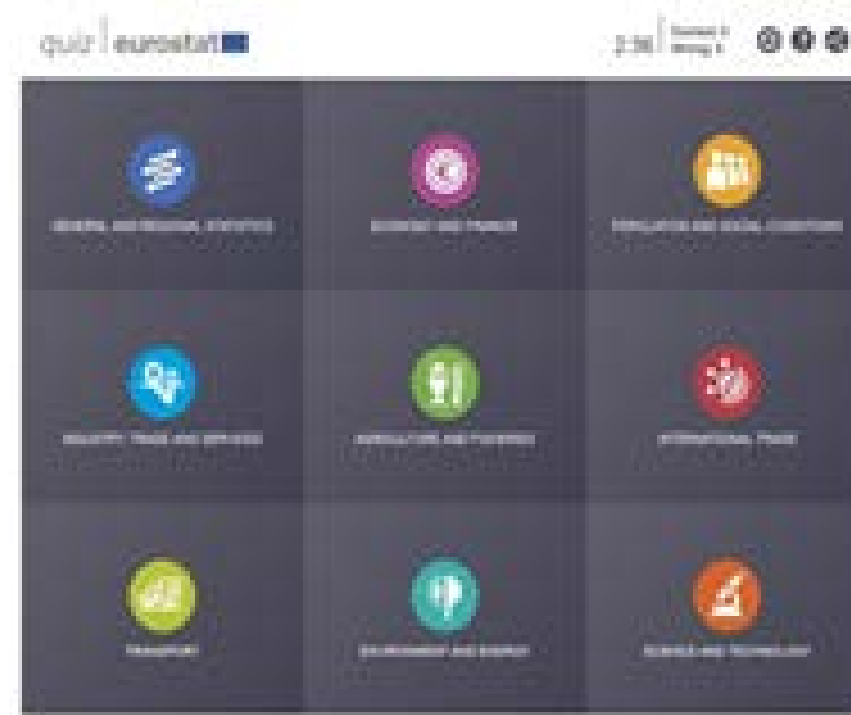 quiz eurostat
GENERAL AND REGIONAL STATISTICS
ECONOMY AND FINANCE
POPULATION AND SOCIAL CONDITIONS
INDUSTRY, TRADE AND SERVICES
AGRICULTURE AND FISHERIES
INTERNATIONAL TRADE
TRANSPORT
ENVIRONMENT AND ENERGY
SCIENCE AND TECHNOLOGY